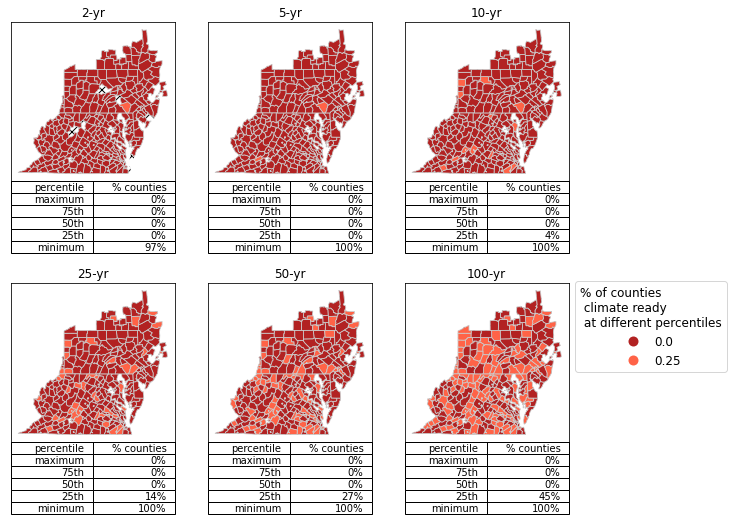 2-yr
percentile % counties
maximum 0%
75th 0%
50th 0%
25th 0%
minimum 97%
5-yr
percentile % counties
maximum 0%
75th 0%
50th 0%
25th 0%
minimum 100%
10-yr
percentile % counties
maximum 0%
75th 0%
50th 0%
25th 4%
minimum 100%
25-yr
percentile % counties
maximum 0%
75th 0%
50th 0%
25th 14%
minimum 100%
50-yr
percentile % counties
maximum 0%
75th 0%
50th 0%
25th 27%
minimum 100%
100-yr
percentile % counties
maximum 0%
75th 0%
50th 0%
25th 45%
minimum 100%
% of counties
climate ready
at different percentiles
0.0
0.25